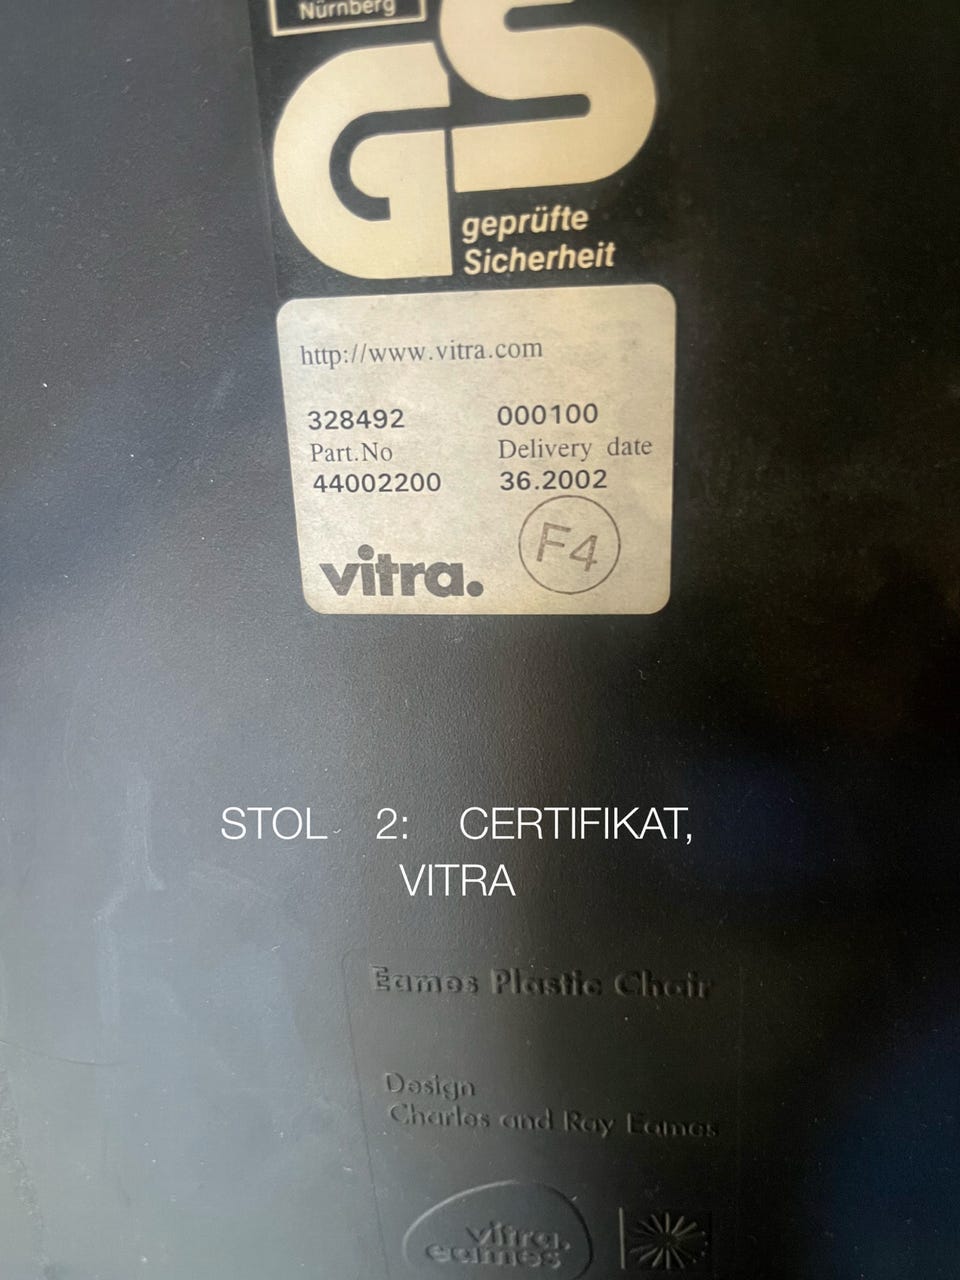 Nürnberg
GS
geprüfte
Sicherheit
http://www.vitra.com
328492 000100
Part.No Delivery date
44002200 36.2002
F4
vitra.
STOL 2: CERTIFIKAT,
VITRA
Eames Plastic Chair
Design
Charles and Ray Eames
vitra.
eames